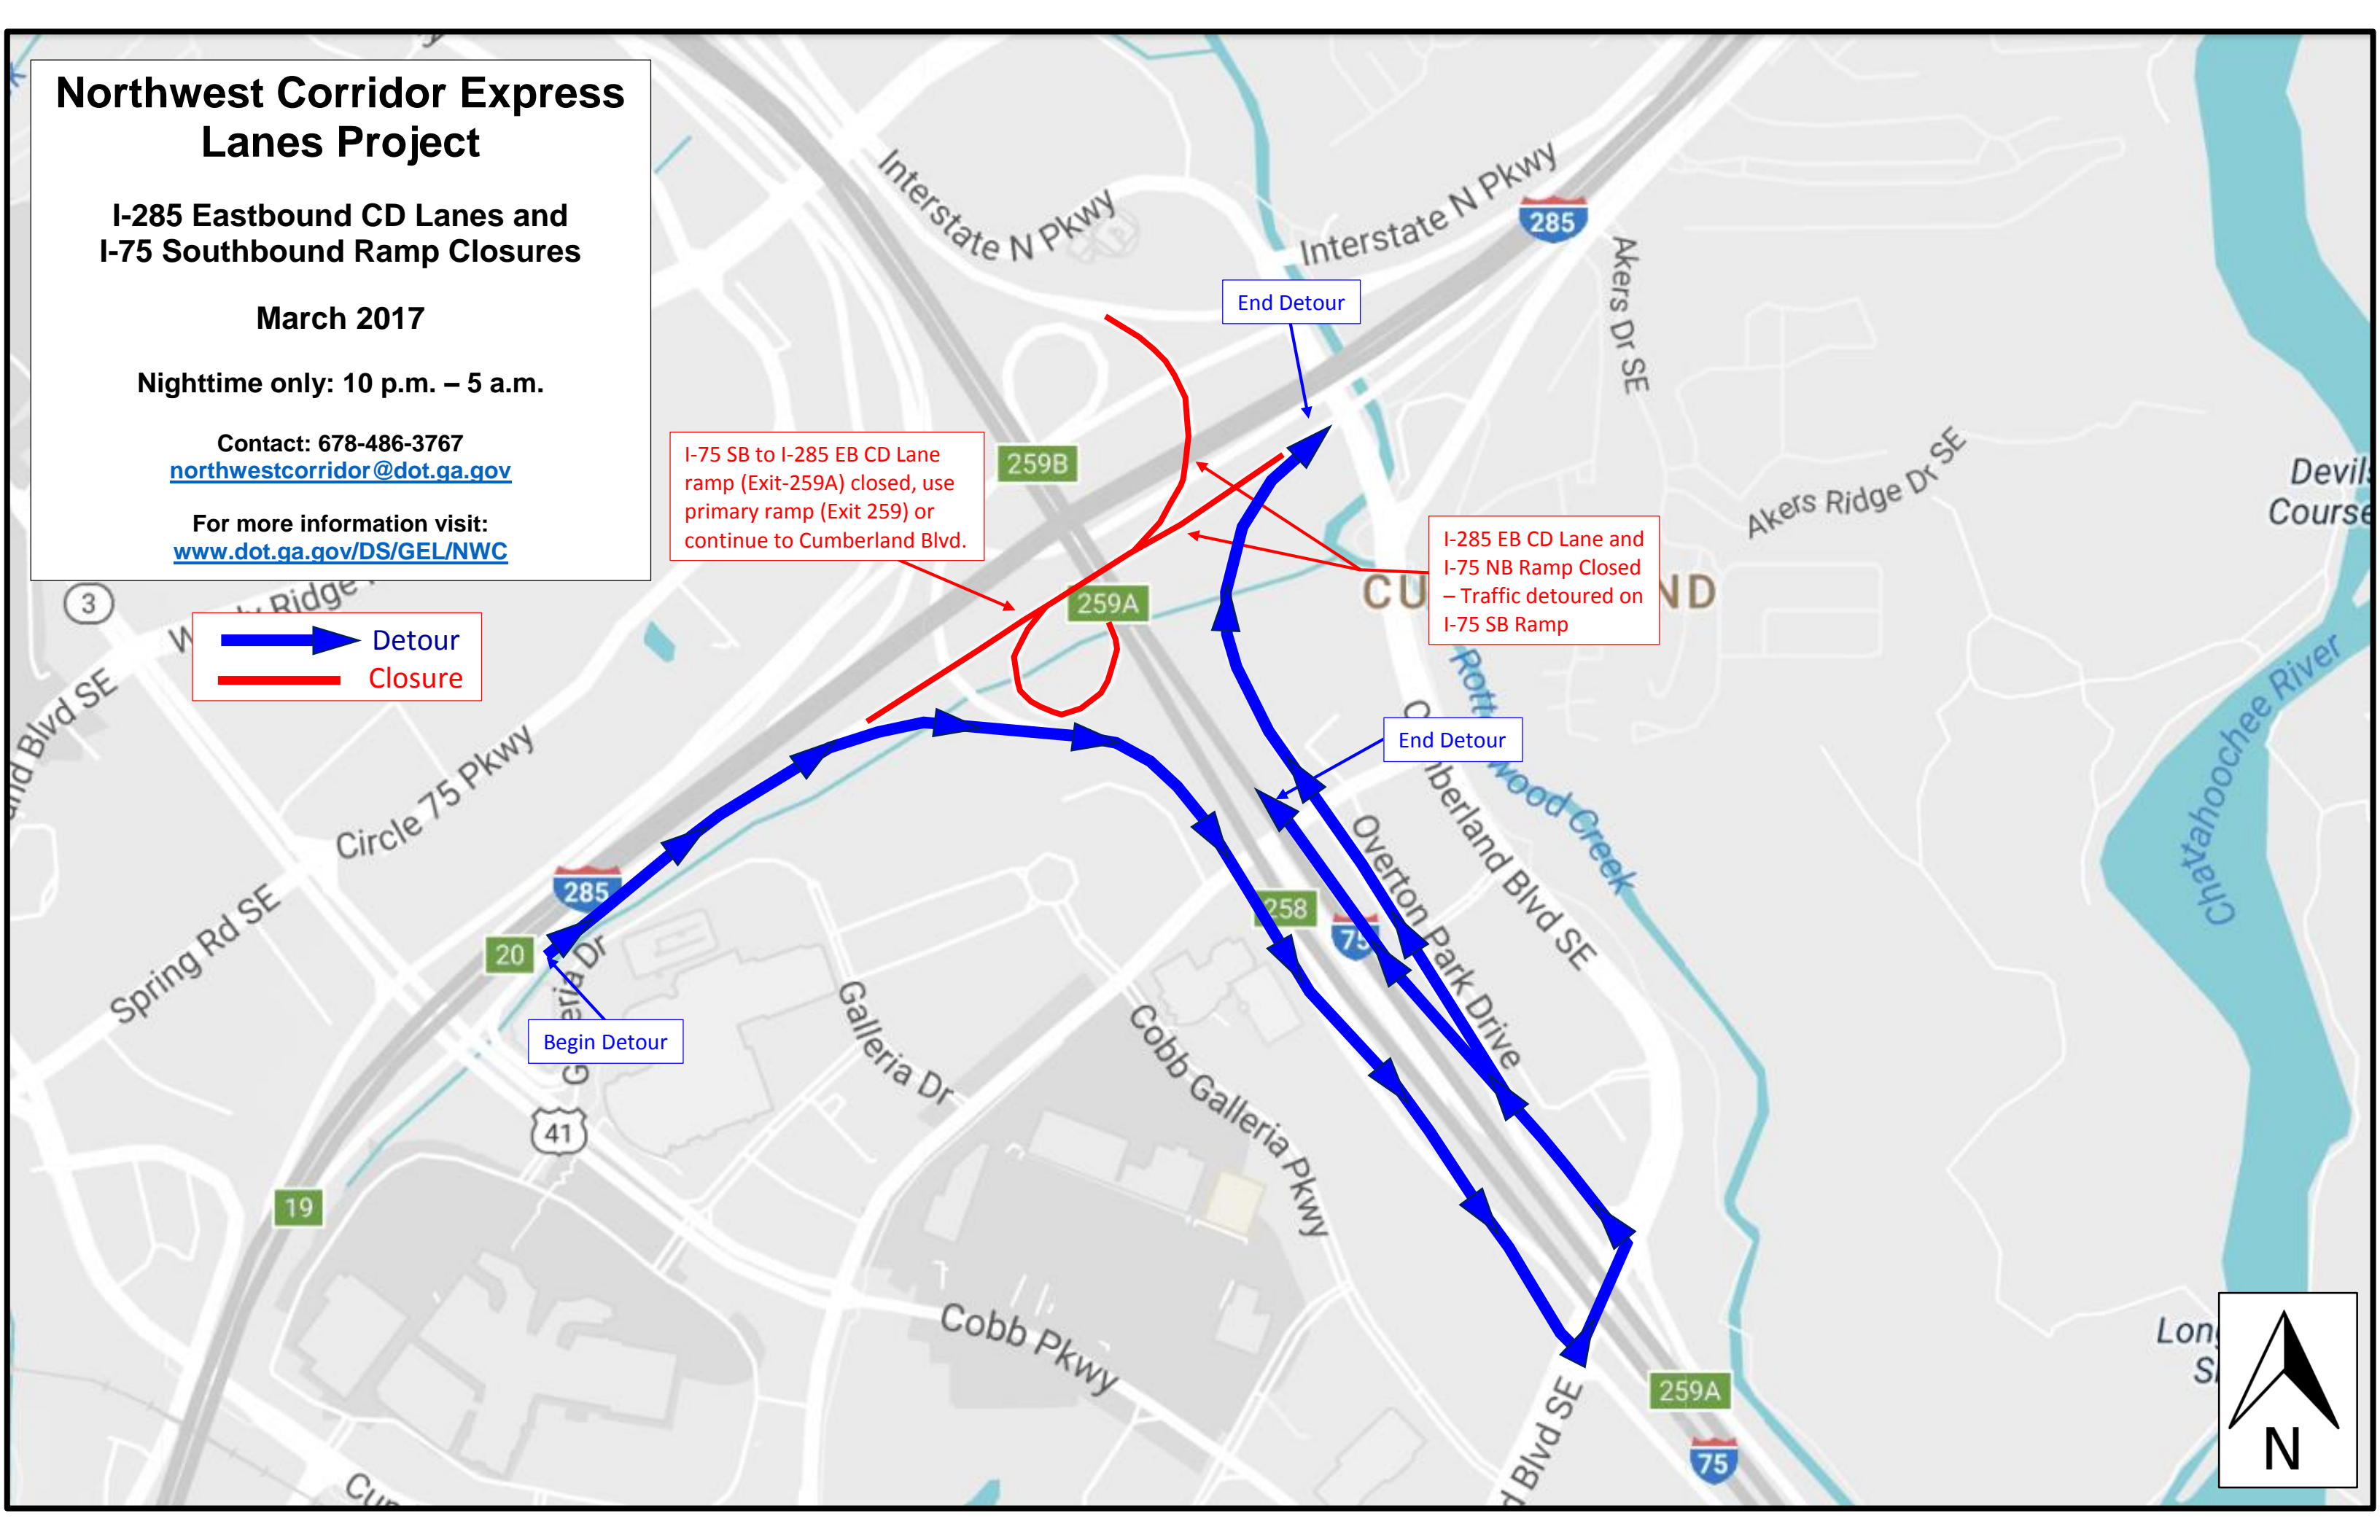 Northwest Corridor Express
Lanes Project
I-285 Eastbound CD Lanes and
I-75 Southbound Ramp Closures
March 2017
Nighttime only: 10 p.m. – 5 a.m.
Contact: 678-486-3767
northwestcorridor@dot.ga.gov
For more information visit:
www.dot.ga.gov/DS/GEL/NWC
Detour
Closure
Interstate N Pkwy
Interstate N Pkwy
285
Akers Dr SE
End Detour
I-75 SB to I-285 EB CD Lane
ramp (Exit-259A) closed, use
primary ramp (Exit 259) or
continue to Cumberland Blvd.
259B
259A
Akers Ridge Dr SE
I-285 EB CD Lane and
I-75 NB Ramp Closed
– Traffic detoured on
I-75 SB Ramp
3
Ridge
Blvd SE
Circle 75 Pkwy
End Detour
Chattahoochee River
285
258
75
Overton Park Drive
Blvd SE
Creek
Spring Rd SE
20
Begin Detour
Galleria Dr
Cobb Galleria Pkwy
41
19
Cobb Pkwy
259A
Blvd SE
75
N